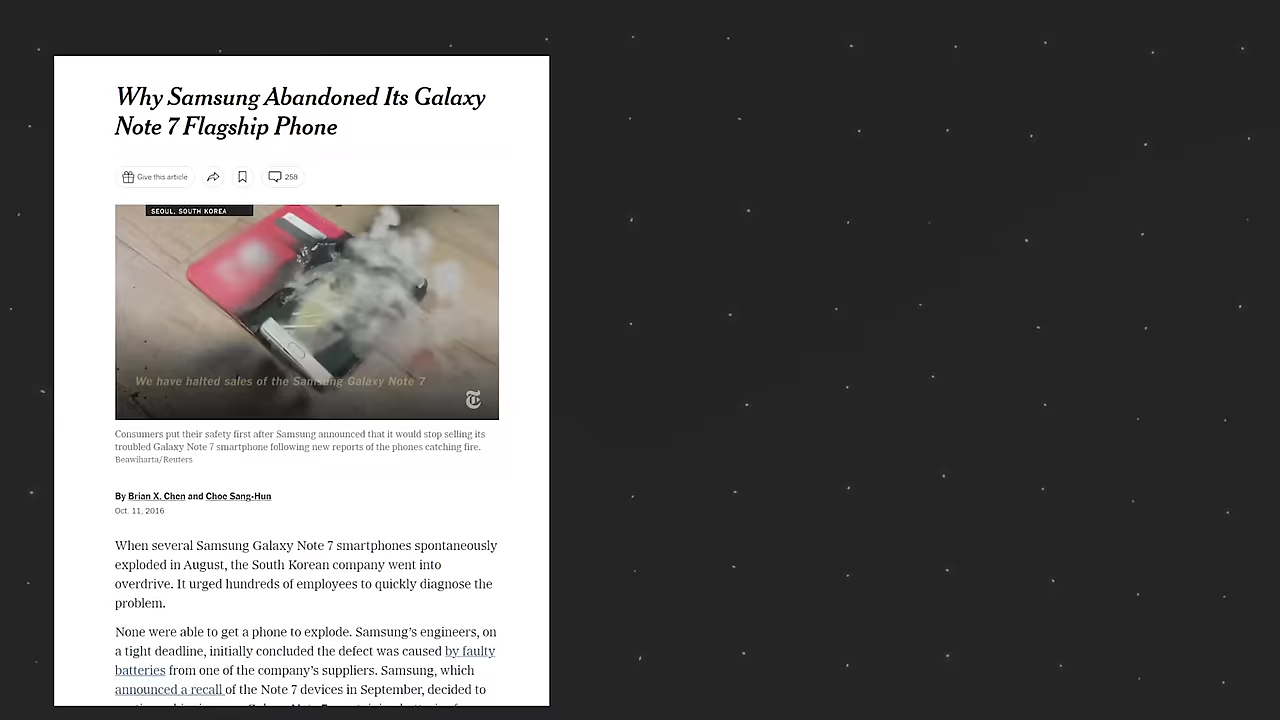 Why Samsung Abandoned Its Galaxy
Note 7 Flagship Phone
Give this article
258
SEOUL, SOUTH KOREA
We have halted sales of the Samsung Galaxy Note 7
Consumers put their safety first after Samsung announced that it would stop selling its
troubled Galaxy Note 7 smartphone following new reports of the phones catching fire.
Beawiharta/Reuters
By Brian X. Chen and Choe Sang-Hun
Oct. 11, 2016
When several Samsung Galaxy Note 7 smartphones spontaneously
exploded in August, the South Korean company went into
overdrive. It urged hundreds of employees to quickly diagnose the
problem.
None were able to get a phone to explode. Samsung’s engineers, on
a tight deadline, initially concluded the defect was caused by faulty
batteries from one of the company’s suppliers. Samsung, which
announced a recall of the Note 7 devices in September, decided to